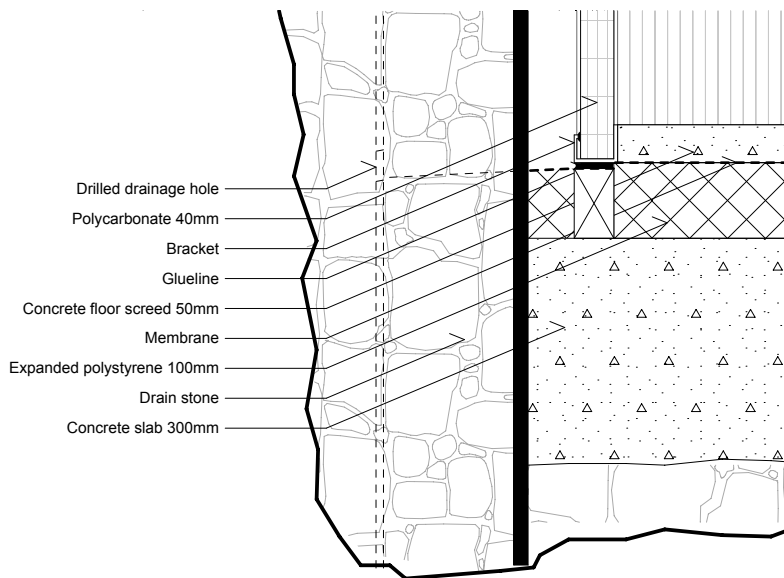 Drilled drainage hole
Polycarbonate 40mm
Bracket
Glueline
Concrete floor screed 50mm
Membrane
Expanded polystyrene 100mm
Drain stone
Concrete slab 300mm